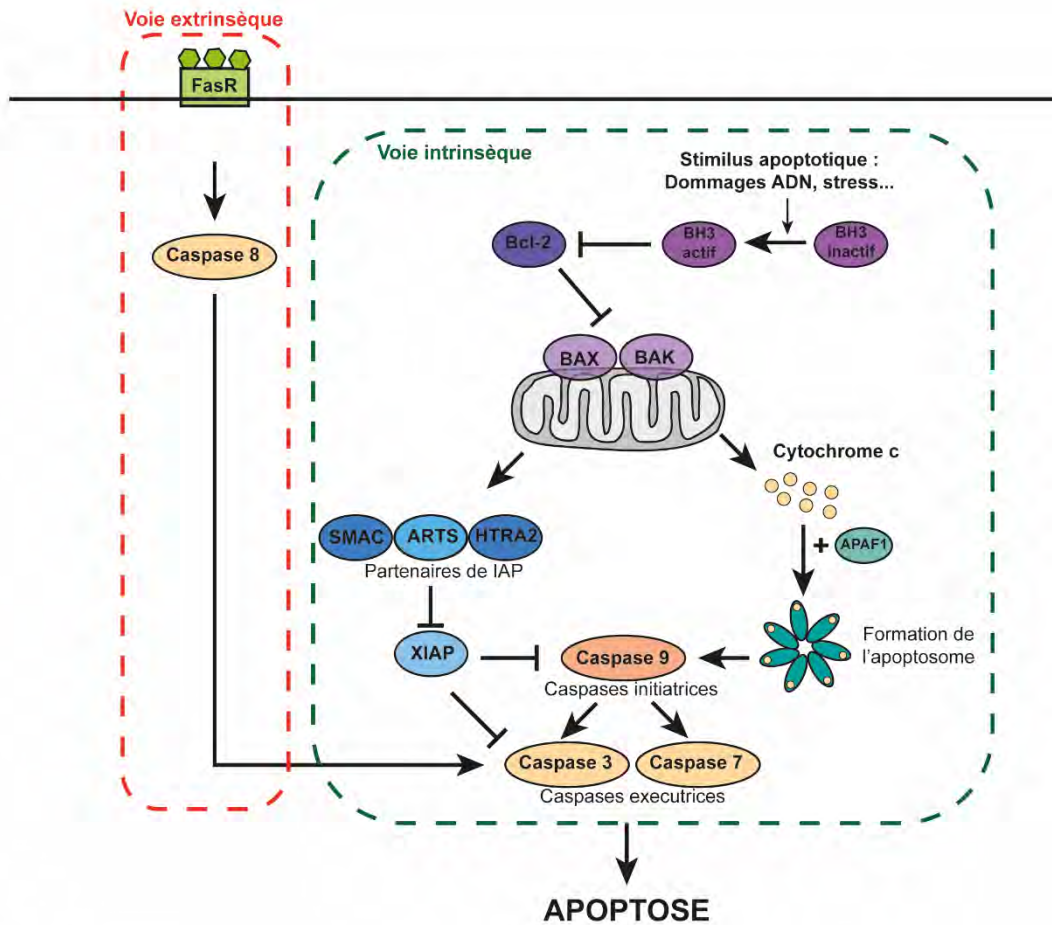 Voie extrinsèque
FasR
Voie intrinsèque
Stimilus apoptotique :
Dommages ADN, stress...
Caspase 8
Bcl-2
BH3
actif
BH3
inactif
BAX
BAK
Cytochrome c
+
APAF1
SMAC
ARTS
HTRA2
Partenaires de IAP
Formation de
l'apoptosome
XIAP
Caspase 9
Caspases initiatrices
Caspase 3
Caspase 7
Caspases executrices
APOPTOSE